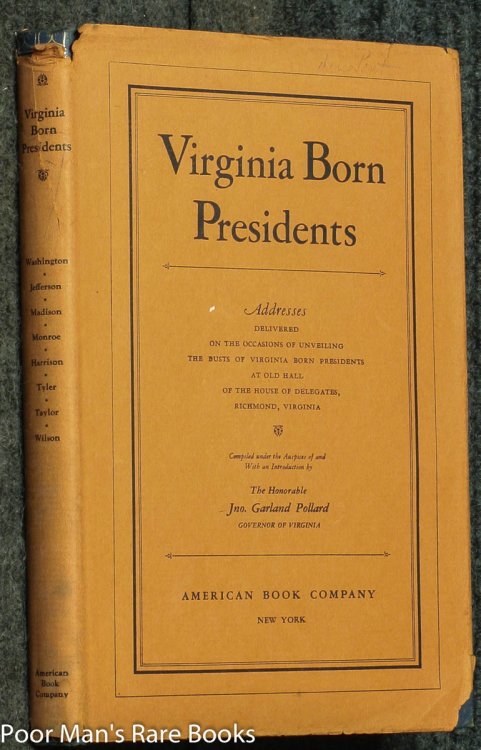 Virginia
Born
Presidents
Washington
Jefferson
Madison
Monroe
Harrison
Tyler
Taylor
Wilson
American
Book
Company
Virginia Born
Presidents
Addresses
DELIVERED
ON THE OCCASIONS OF UNVEILING
THE BUSTS OF VIRGINIA BORN PRESIDENTS
AT OLD HALL
OF THE HOUSE OF DELEGATES,
RICHMOND, VIRGINIA
Compiled under the Auspices of and
With an Introduction by
The Honorable
Jno. Garland Pollard
GOVERNOR OF VIRGINIA
AMERICAN BOOK COMPANY
NEW YORK
Poor Man's Rare Books